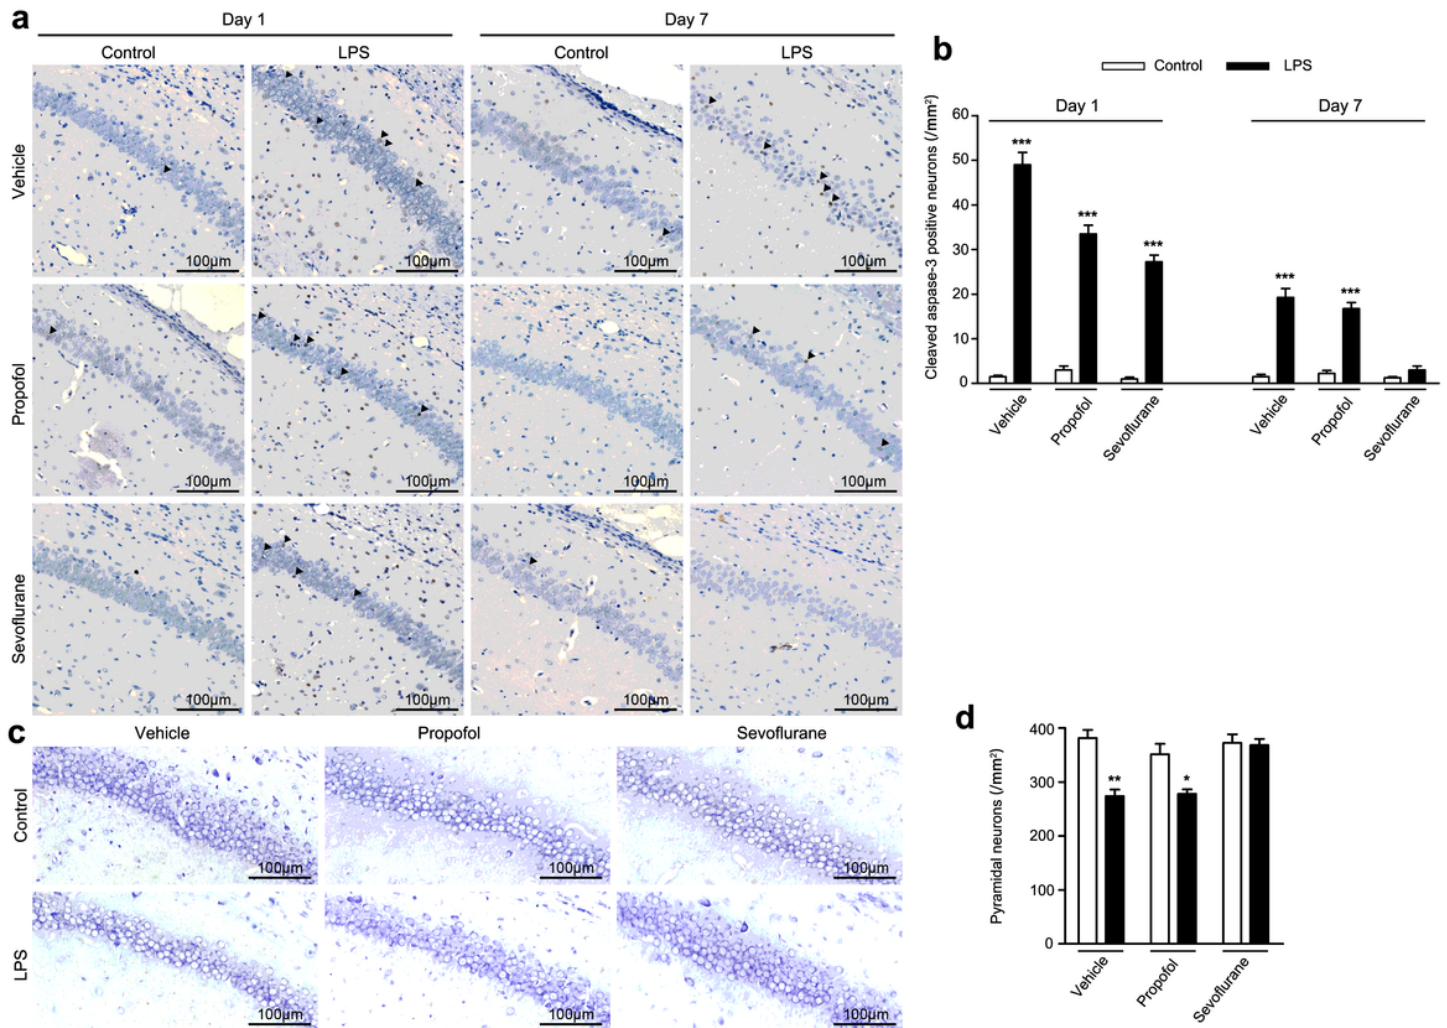 a
Day 1 Day 7
Control LPS Control LPS
Vehicle
100μm 100μm 100μm 100μm
Propofol
100μm 100μm 100μm 100μm
Sevoflurane
100μm 100μm 100μm 100μm
b
Control LPS
Day 1 Day 7
Cleaved aspase-3 positive neurons (/mm²)
60
50
40
30
20
10
0
*** *** *** *** ***
Vehicle Propofol Sevoflurane Vehicle Propofol Sevoflurane
c
Vehicle Propofol Sevoflurane
Control
100μm 100μm 100μm
LPS
100μm 100μm 100μm
d
Pyramidal neurons (/mm²)
400
300
200
100
0
** *
Vehicle Propofol Sevoflurane